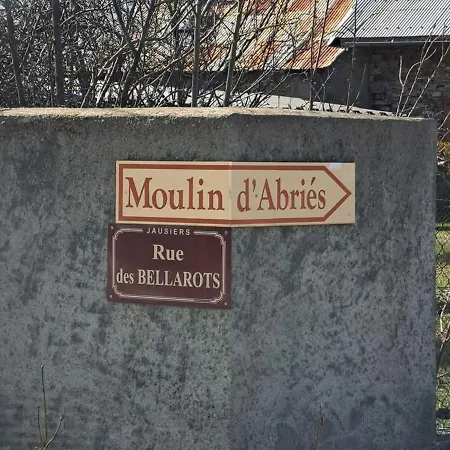 Moulin d'Abriés
JAUSIERS
Rue
des BELLAROTS